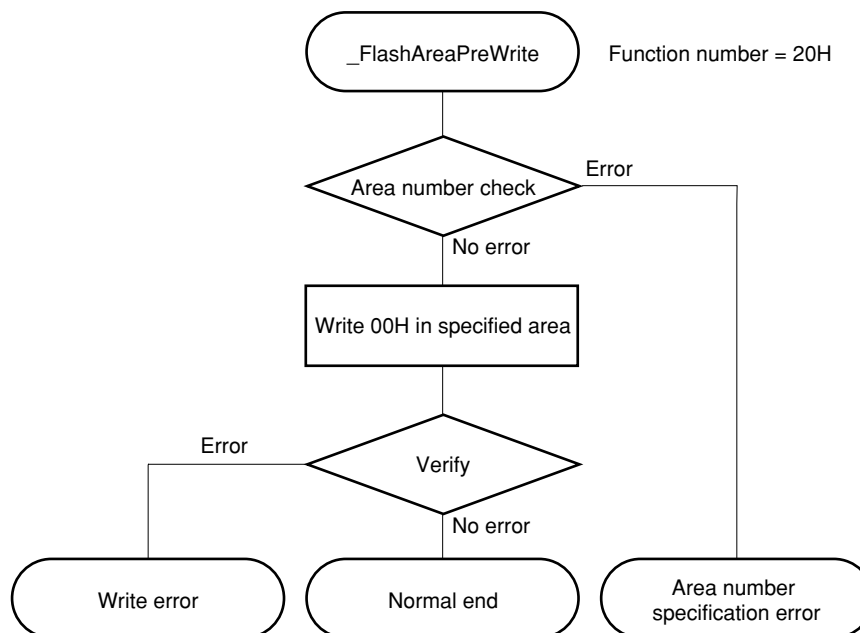 _FlashAreaPreWrite
Function number = 20H
Area number check
Error
No error
Write 00H in specified area
Error
Verify
No error
Write error
Normal end
Area number
specification error